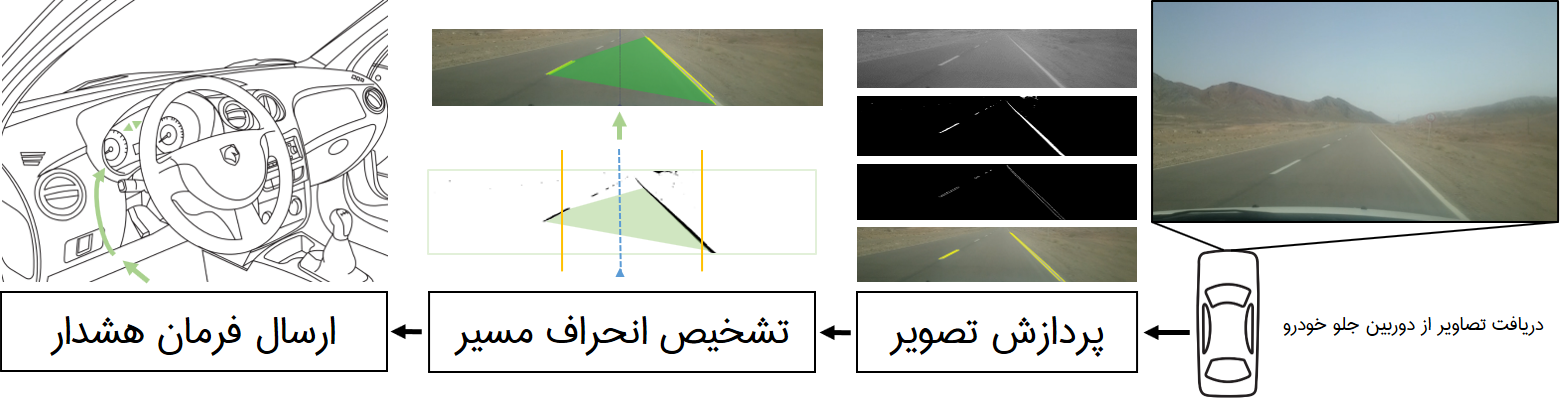 دریافت تصاویر از دوربین جلو خودرو
پردازش تصویر
تشخیص انحراف مسیر
ارسال فرمان هشدار